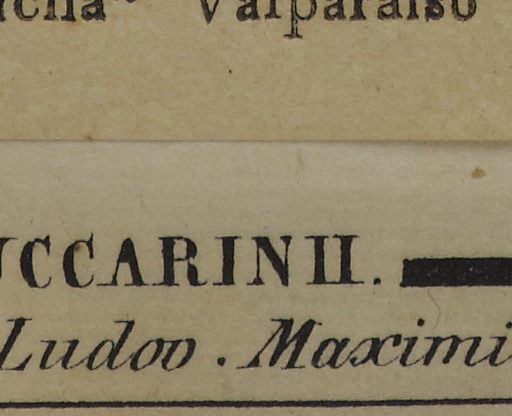 Valparaiso
UCCARINII.
Ludov. Maximi